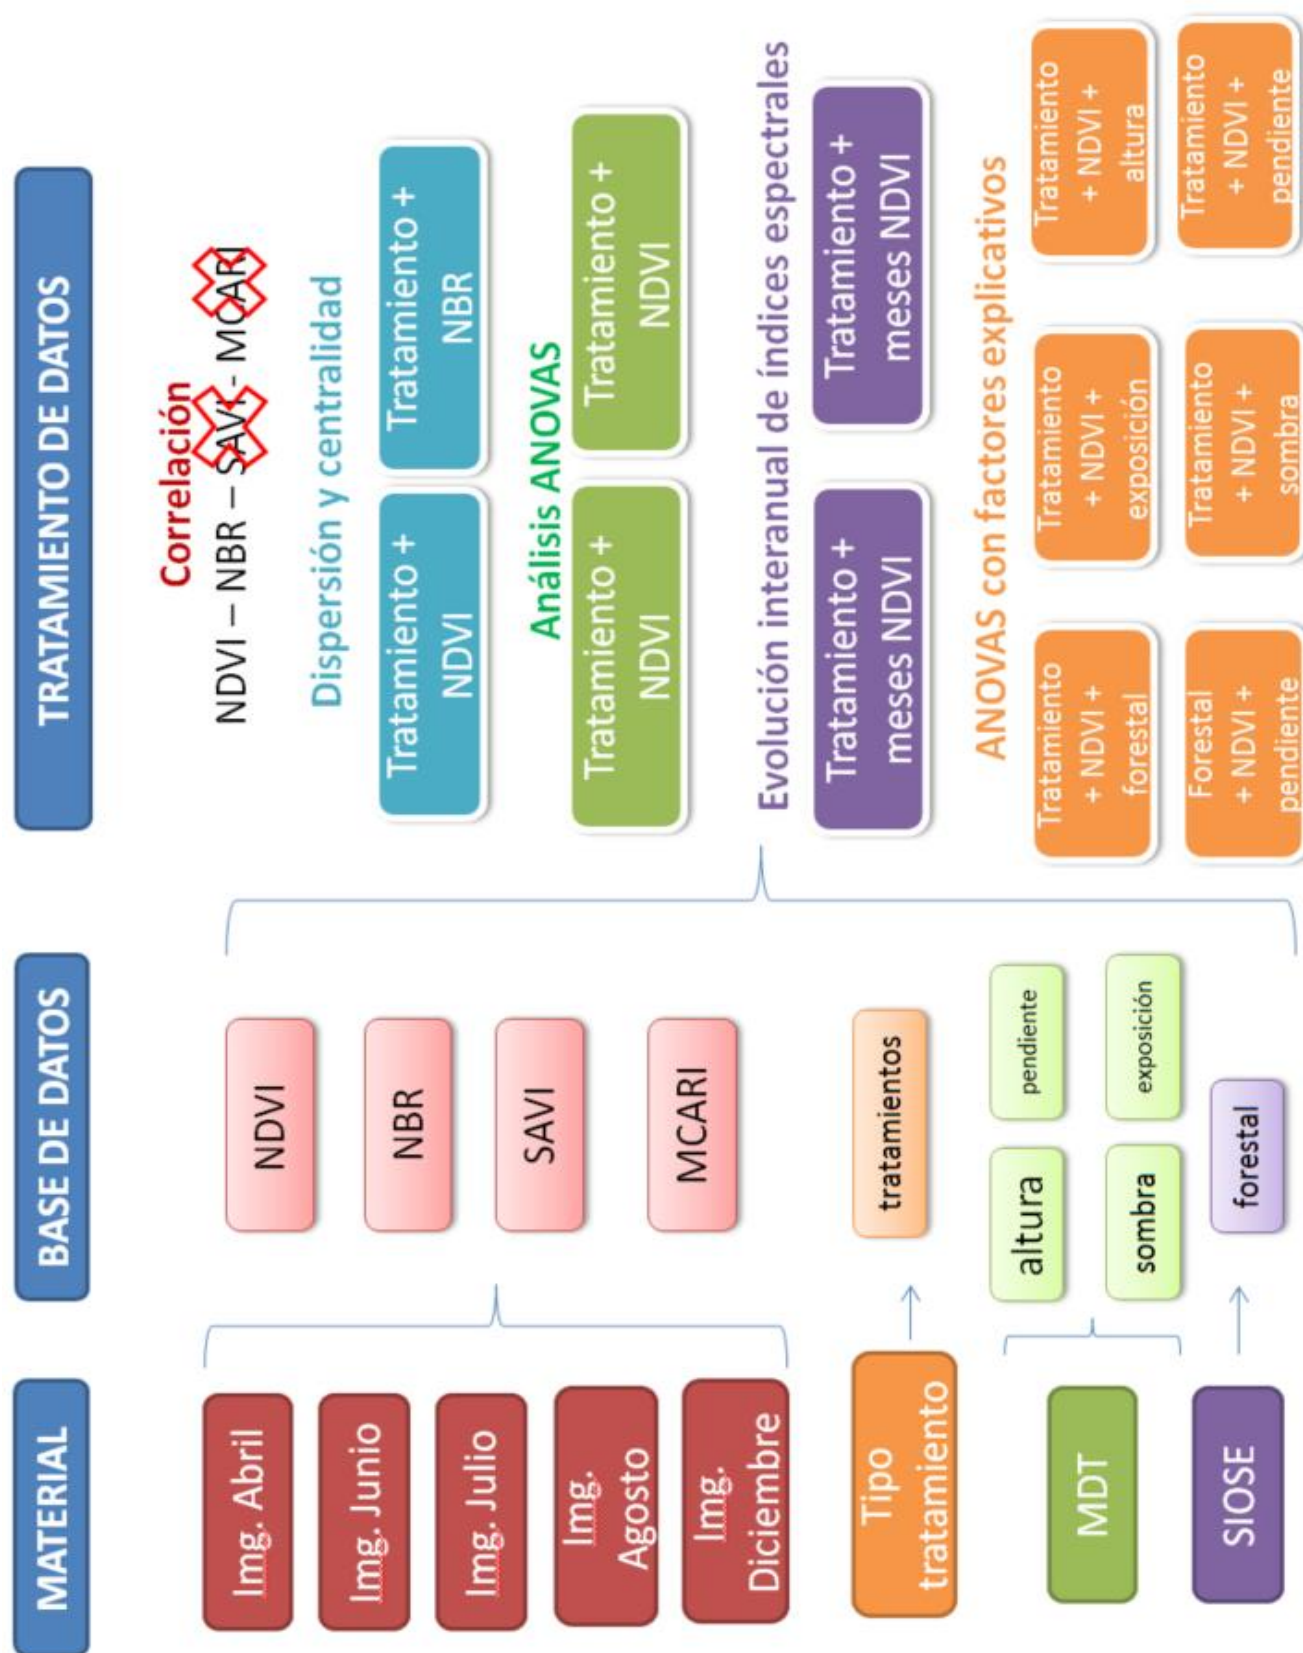 MATERIAL
Img. Abril
Img. Junio
Img. Julio
Img.
Agosto
Img.
Diciembre
Tipo
tratamiento
MDT
SIOSE
BASE DE DATOS
NDVI
NBR
SAVI
MCARI
tratamientos
altura
pendiente
sombra
exposición
forestal
TRATAMIENTO DE DATOS
Correlación
NDVI – NBR – SAVI - MCARI
Dispersión y centralidad
Tratamiento +
NDVI
Tratamiento +
NBR
Análisis ANOVAS
Tratamiento +
NDVI
Tratamiento +
NDVI
Evolución interanual de índices espectrales
Tratamiento +
meses NDVI
Tratamiento +
meses NDVI
ANOVAS con factores explicativos
Tratamiento
+ NDVI +
forestal
Tratamiento
+ NDVI +
exposición
Tratamiento
+ NDVI +
altura
Forestal
+ NDVI +
pendiente
Tratamiento
+ NDVI +
sombra
Tratamiento
+ NDVI +
pendiente